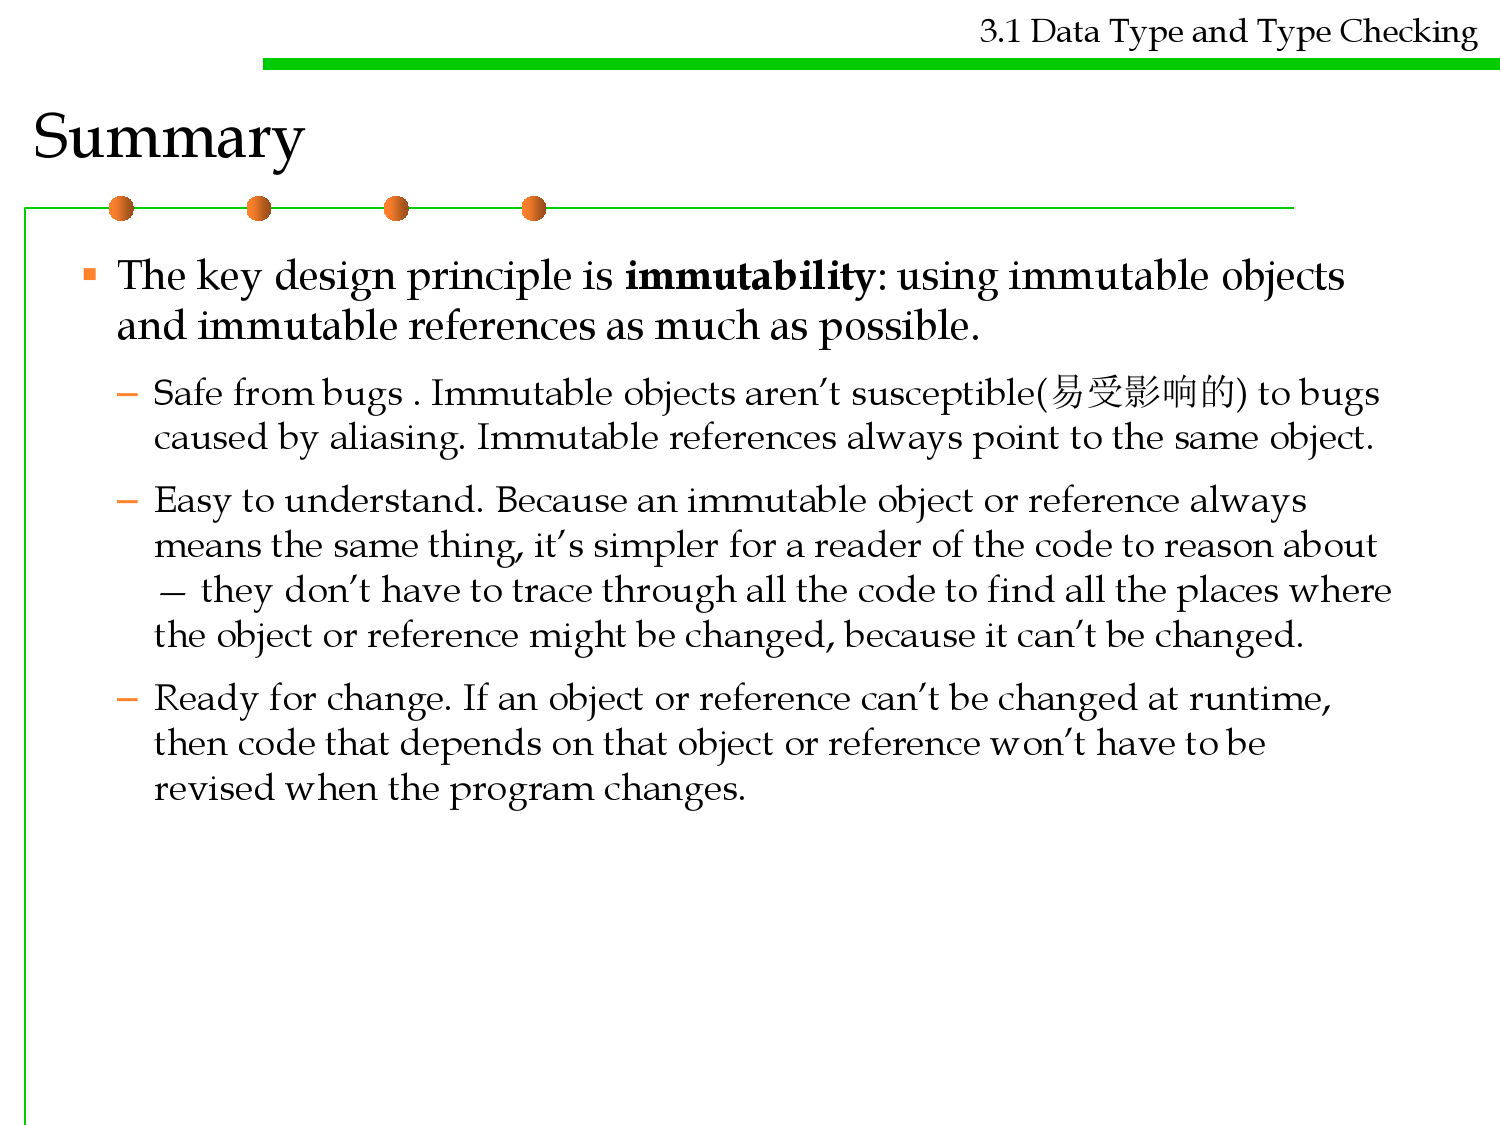 3.1 Data Type and Type Checking
Summary
▪ The key design principle is immutability: using immutable objects
and immutable references as much as possible.
– Safe from bugs . Immutable objects aren’t susceptible(易受影响的) to bugs
caused by aliasing. Immutable references always point to the same object.
– Easy to understand. Because an immutable object or reference always
means the same thing, it’s simpler for a reader of the code to reason about
— they don’t have to trace through all the code to find all the places where
the object or reference might be changed, because it can’t be changed.
– Ready for change. If an object or reference can’t be changed at runtime,
then code that depends on that object or reference won’t have to be
revised when the program changes.